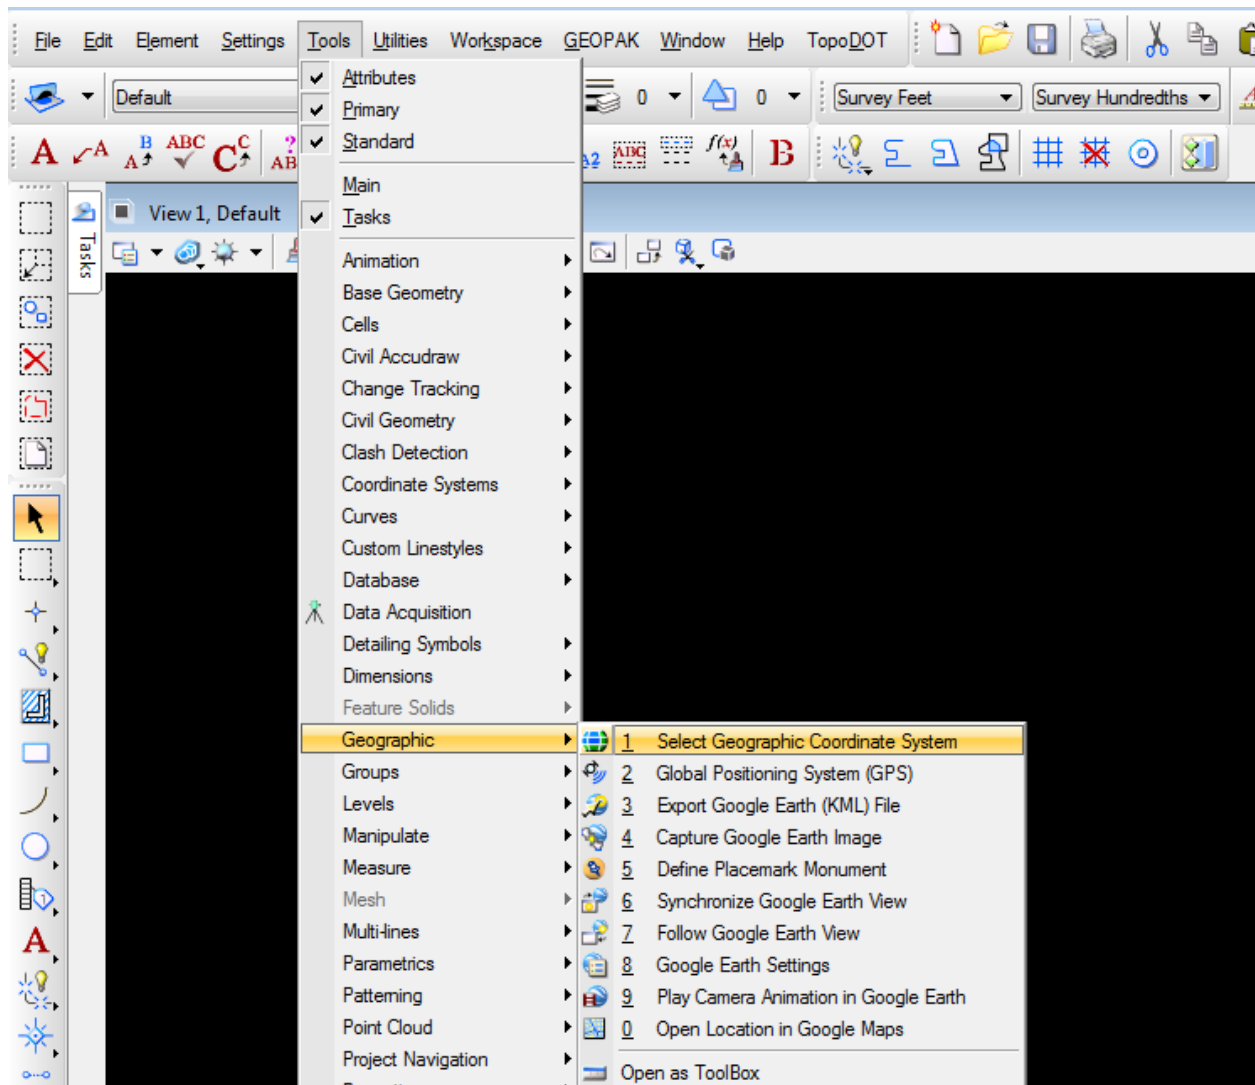 File Edit Element Settings Tools Utilities Workspace GEOPAK Window Help TopoDOT
Default
0 0 Survey Feet Survey Hundredths
A A A B ABC C C ? AB A2 ABC f(x) B
Tasks
View 1, Default
Attributes
Primary
Standard
Main
Tasks
Animation
Base Geometry
Cells
Civil Accudraw
Change Tracking
Civil Geometry
Clash Detection
Coordinate Systems
Curves
Custom Linestyles
Database
Data Acquisition
Detailing Symbols
Dimensions
Feature Solids
Geographic
Groups
Levels
Manipulate
Measure
Mesh
Multi-lines
Parametrics
Patterning
Point Cloud
Project Navigation
1 Select Geographic Coordinate System
2 Global Positioning System (GPS)
3 Export Google Earth (KML) File
4 Capture Google Earth Image
5 Define Placemark Monument
6 Synchronize Google Earth View
7 Follow Google Earth View
8 Google Earth Settings
9 Play Camera Animation in Google Earth
0 Open Location in Google Maps
Open as ToolBox
A